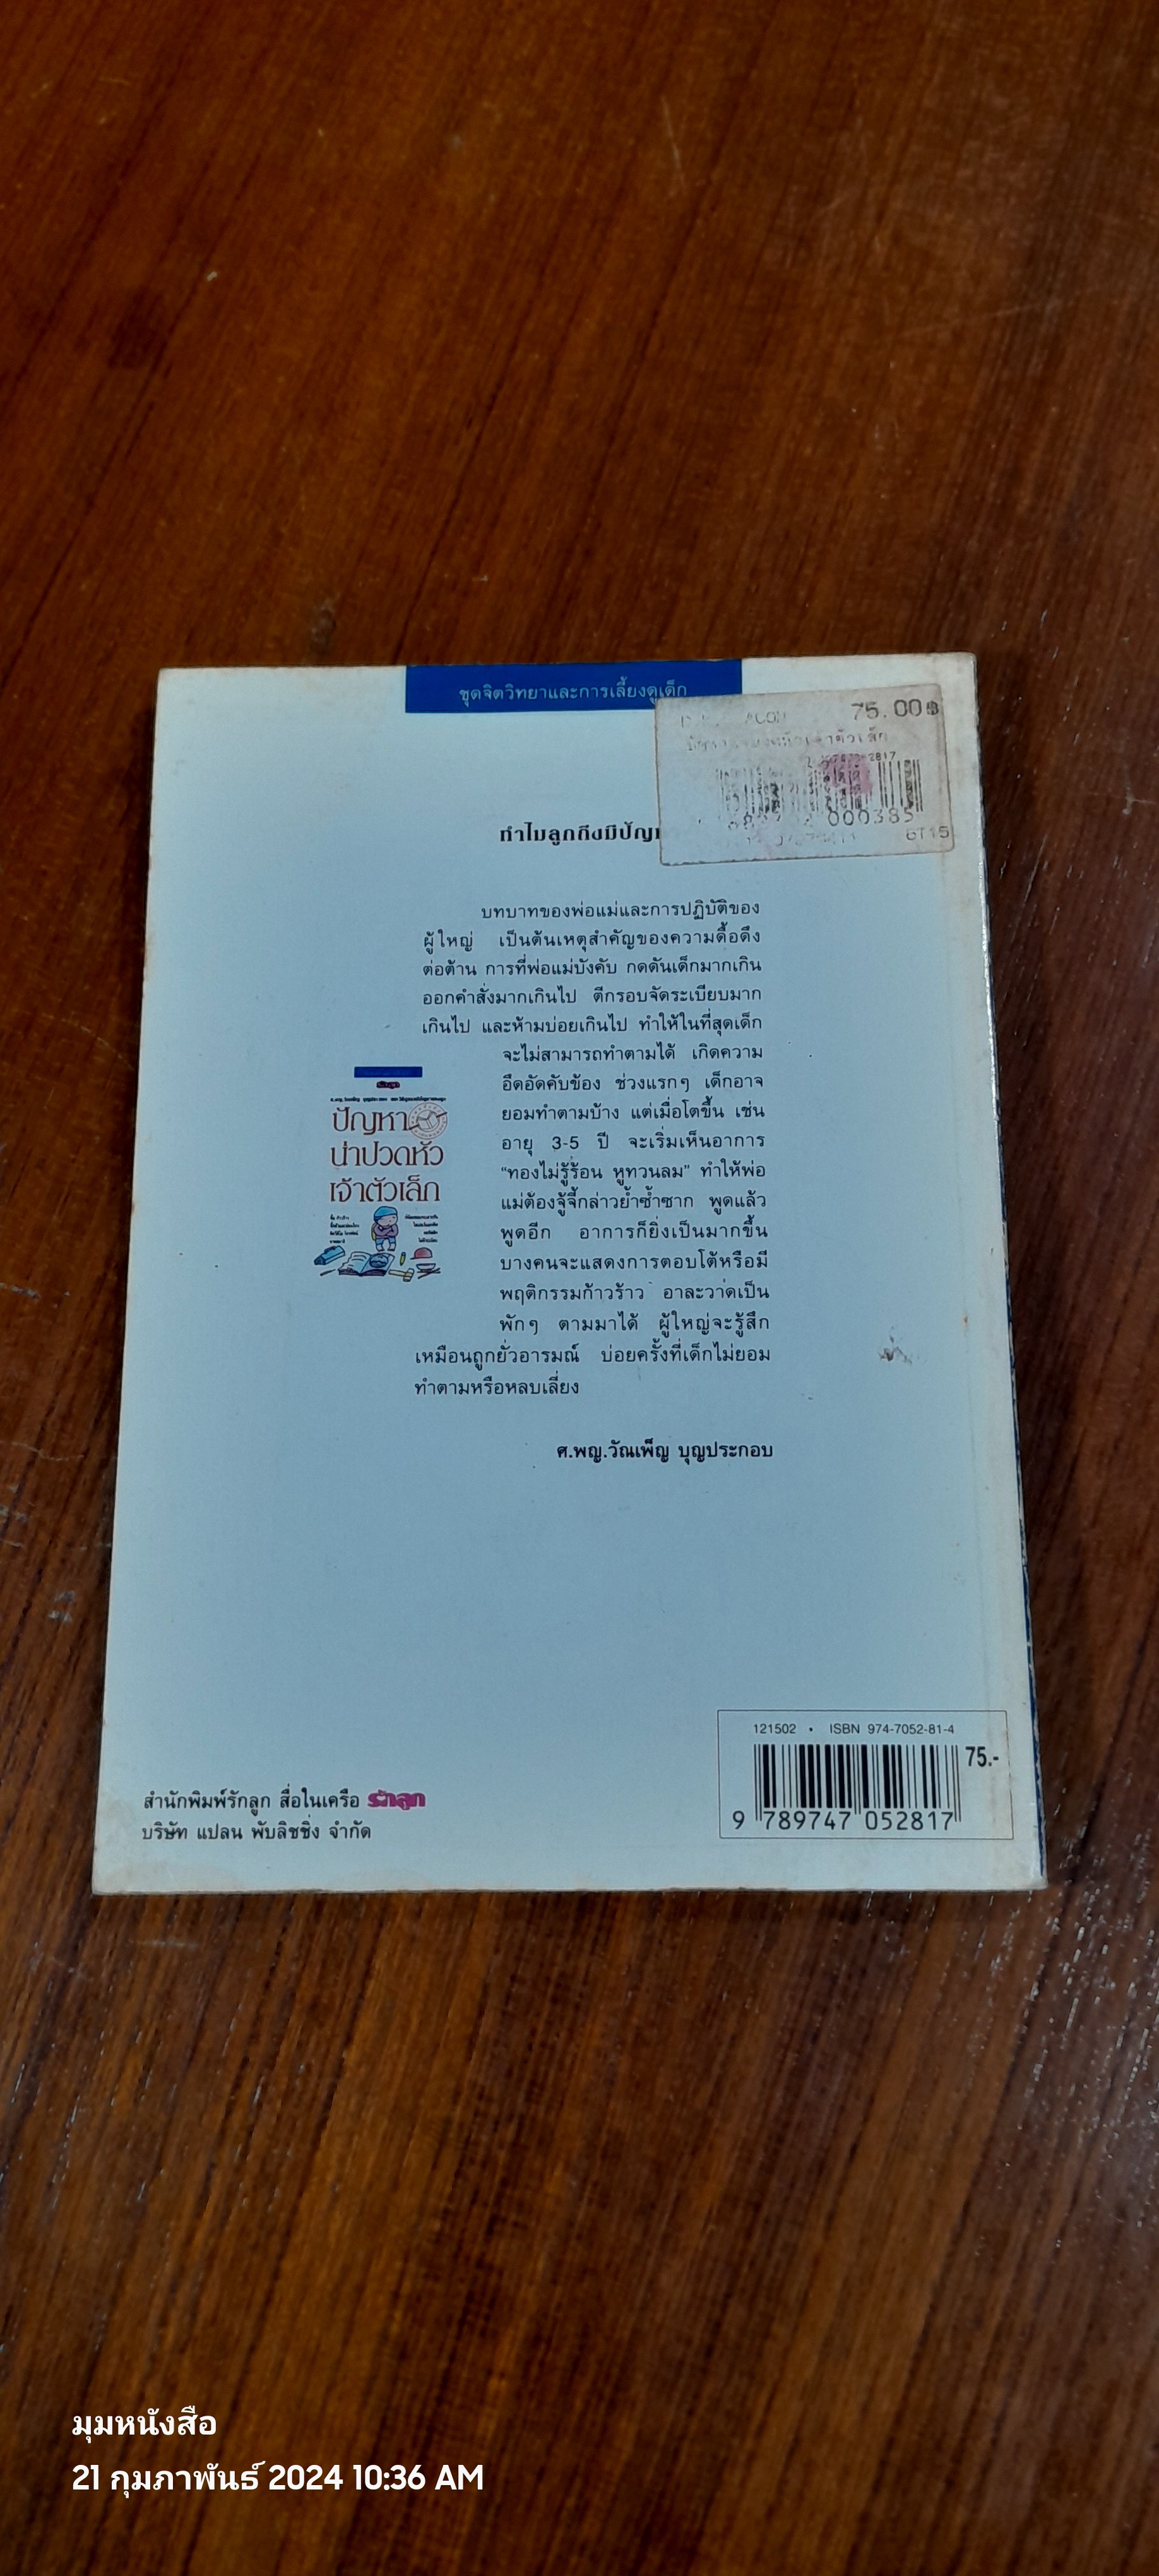 ชุดจิตวิทยาและการเลี้ยงดูเด็ก
75.00฿
2817
000385
6T15
ทำไมลูกถึงมีปัญ
บทบาทของพ่อแม่และการปฏิบัติของ
ผู้ใหญ่ เป็นต้นเหตุสำคัญของความดื้อดึง
ต่อต้าน การที่พ่อแม่บังคับ กดดันเด็กมากเกิน
ออกคำสั่งมากเกินไป ตีกรอบจัดระเบียบมาก
เกินไป และห้ามบ่อยเกินไป ทำให้ในที่สุดเด็ก
จะไม่สามารถทำตามได้ เกิดความ
อึดอัดคับข้อง ช่วงแรกๆ เด็กอาจ
ยอมทำตามบ้าง แต่เมื่อโตขึ้น เช่น
อายุ 3-5 ปี จะเริ่มเห็นอาการ
“ทองไม่รู้ร้อน หูทวนลม” ทำให้พ่อ
แม่ต้องจู้จี้กล่าวย้ำซ้ำซาก พูดแล้ว
พูดอีก อาการก็ยิ่งเป็นมากขึ้น
บางคนจะแสดงการตอบโต้หรือมี
พฤติกรรมก้าวร้าว อาละวาดเป็น
พักๆ ตามมาได้ ผู้ใหญ่จะรู้สึก
เหมือนถูกยั่วอารมณ์ บ่อยครั้งที่เด็กไม่ยอม
ทำตามหรือหลบเลี่ยง
รักลูก
ปัญหา
น่าปวดหัว
เจ้าตัวเล็ก
ศ.พญ.วัณเพ็ญ บุญประกอบ
121502 • ISBN 974-7052-81-4
75.-
9 789747 052817
สำนักพิมพ์รักลูก สื่อในเครือ รักลูก
บริษัท แปลน พับลิชชิ่ง จำกัด
มุมหนังสือ
21 กุมภาพันธ์ 2024 10:36 AM